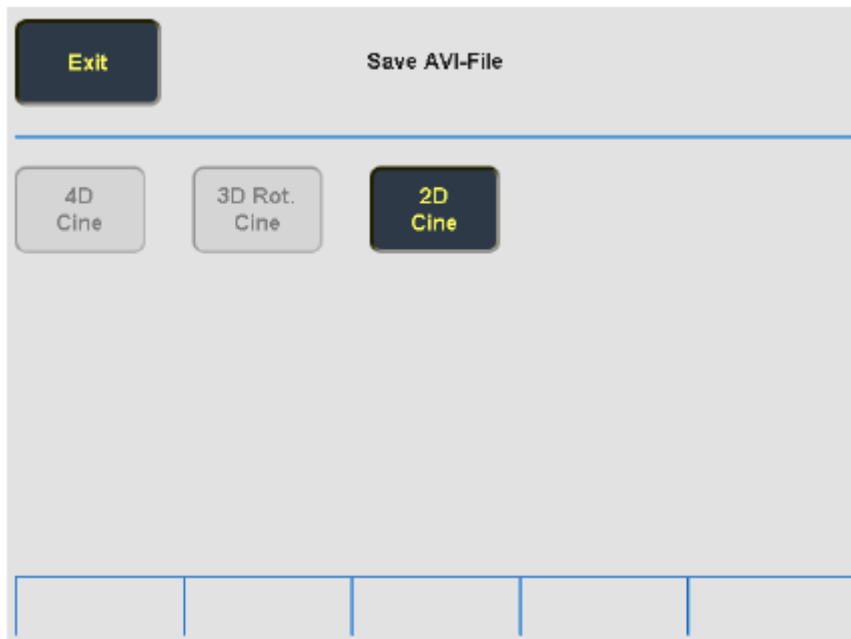 Exit
Save AVI-File
4D
Cine
3D Rot.
Cine
2D
Cine